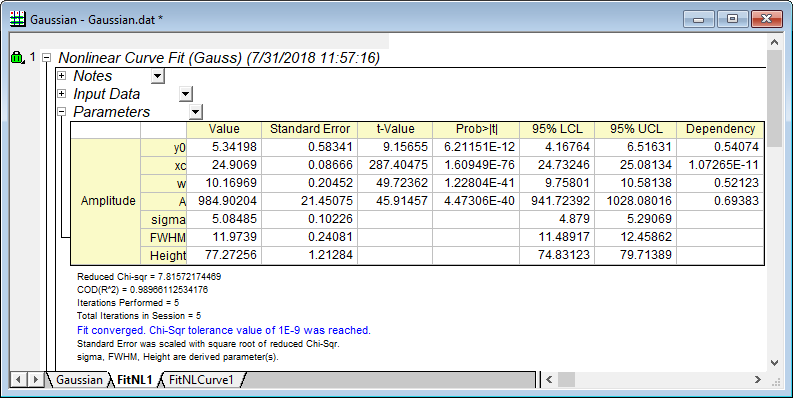 Gaussian - Gaussian.dat *
1 Nonlinear Curve Fit (Gauss) (7/31/2018 11:57:16)
Notes
Input Data
Parameters
Value Standard Error t-Value Prob>|t| 95% LCL 95% UCL Dependency
y0 5.34198 0.58341 9.15655 6.21151E-12 4.16764 6.51631 0.54074
xc 24.9069 0.08666 287.40475 1.60949E-76 24.73246 25.08134 1.07265E-11
w 10.16969 0.20452 49.72362 1.22804E-41 9.75801 10.58138 0.52123
Amplitude A 984.90204 21.45075 45.91457 4.47306E-40 941.72392 1028.08016 0.69383
sigma 5.08485 0.10226 4.879 5.29069
FWHM 11.9739 0.24081 11.48917 12.45862
Height 77.27256 1.21284 74.83123 79.71389
Reduced Chi-sqr = 7.81572174469
COD(R^2) = 0.98966112534176
Iterations Performed = 5
Total Iterations in Session = 5
Fit converged. Chi-Sqr tolerance value of 1E-9 was reached.
Standard Error was scaled with square root of reduced Chi-Sqr.
sigma, FWHM, Height are derived parameter(s).
Gaussian FitNL1 FitNLCurve1